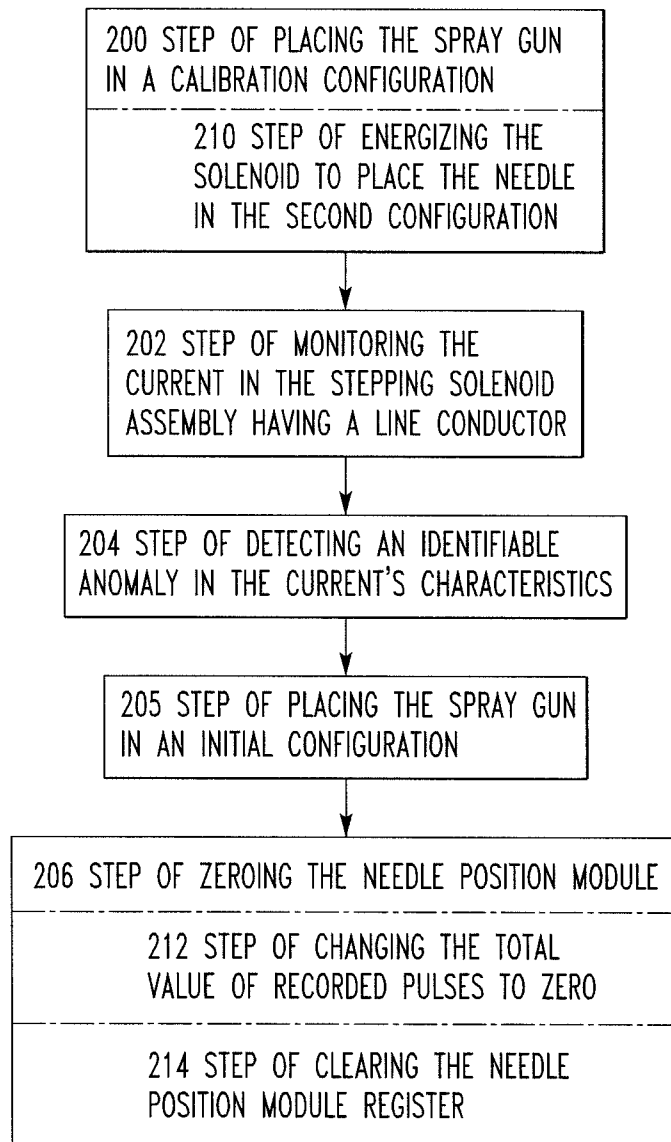 200 STEP OF PLACING THE SPRAY GUN
IN A CALIBRATION CONFIGURATION
210 STEP OF ENERGIZING THE
SOLENOID TO PLACE THE NEEDLE
IN THE SECOND CONFIGURATION
202 STEP OF MONITORING THE
CURRENT IN THE STEPPING SOLENOID
ASSEMBLY HAVING A LINE CONDUCTOR
204 STEP OF DETECTING AN IDENTIFIABLE
ANOMALY IN THE CURRENT'S CHARACTERISTICS
205 STEP OF PLACING THE SPRAY GUN
IN AN INITIAL CONFIGURATION
206 STEP OF ZEROING THE NEEDLE POSITION MODULE
212 STEP OF CHANGING THE TOTAL
VALUE OF RECORDED PULSES TO ZERO
214 STEP OF CLEARING THE NEEDLE
POSITION MODULE REGISTER